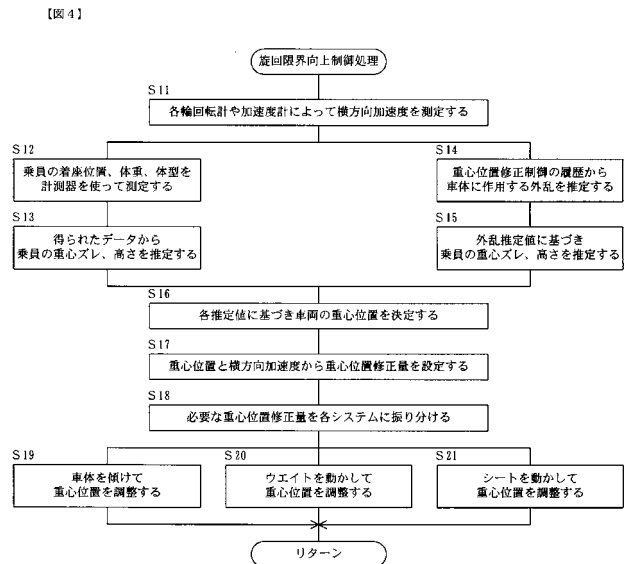 【図4】
旋回限界向上制御処理
S11
各輪回転計や加速度計によって横方向加速度を測定する
S12
乗員の着座位置、体重、体型を
計測器を使って測定する
S14
重心位置修正制御の履歴から
車体に作用する外乱を推定する
S13
得られたデータから
乗員の重心ズレ、高さを推定する
S15
外乱推定値に基づき
乗員の重心ズレ、高さを推定する
S16
各推定値に基づき車両の重心位置を決定する
S17
重心位置と横方向加速度から重心位置修正量を設定する
S18
必要な重心位置修正量を各システムに振り分ける
S19
車体を傾けて
重心位置を調整する
S20
ウエイトを動かして
重心位置を調整する
S21
シートを動かして
重心位置を調整する
リターン